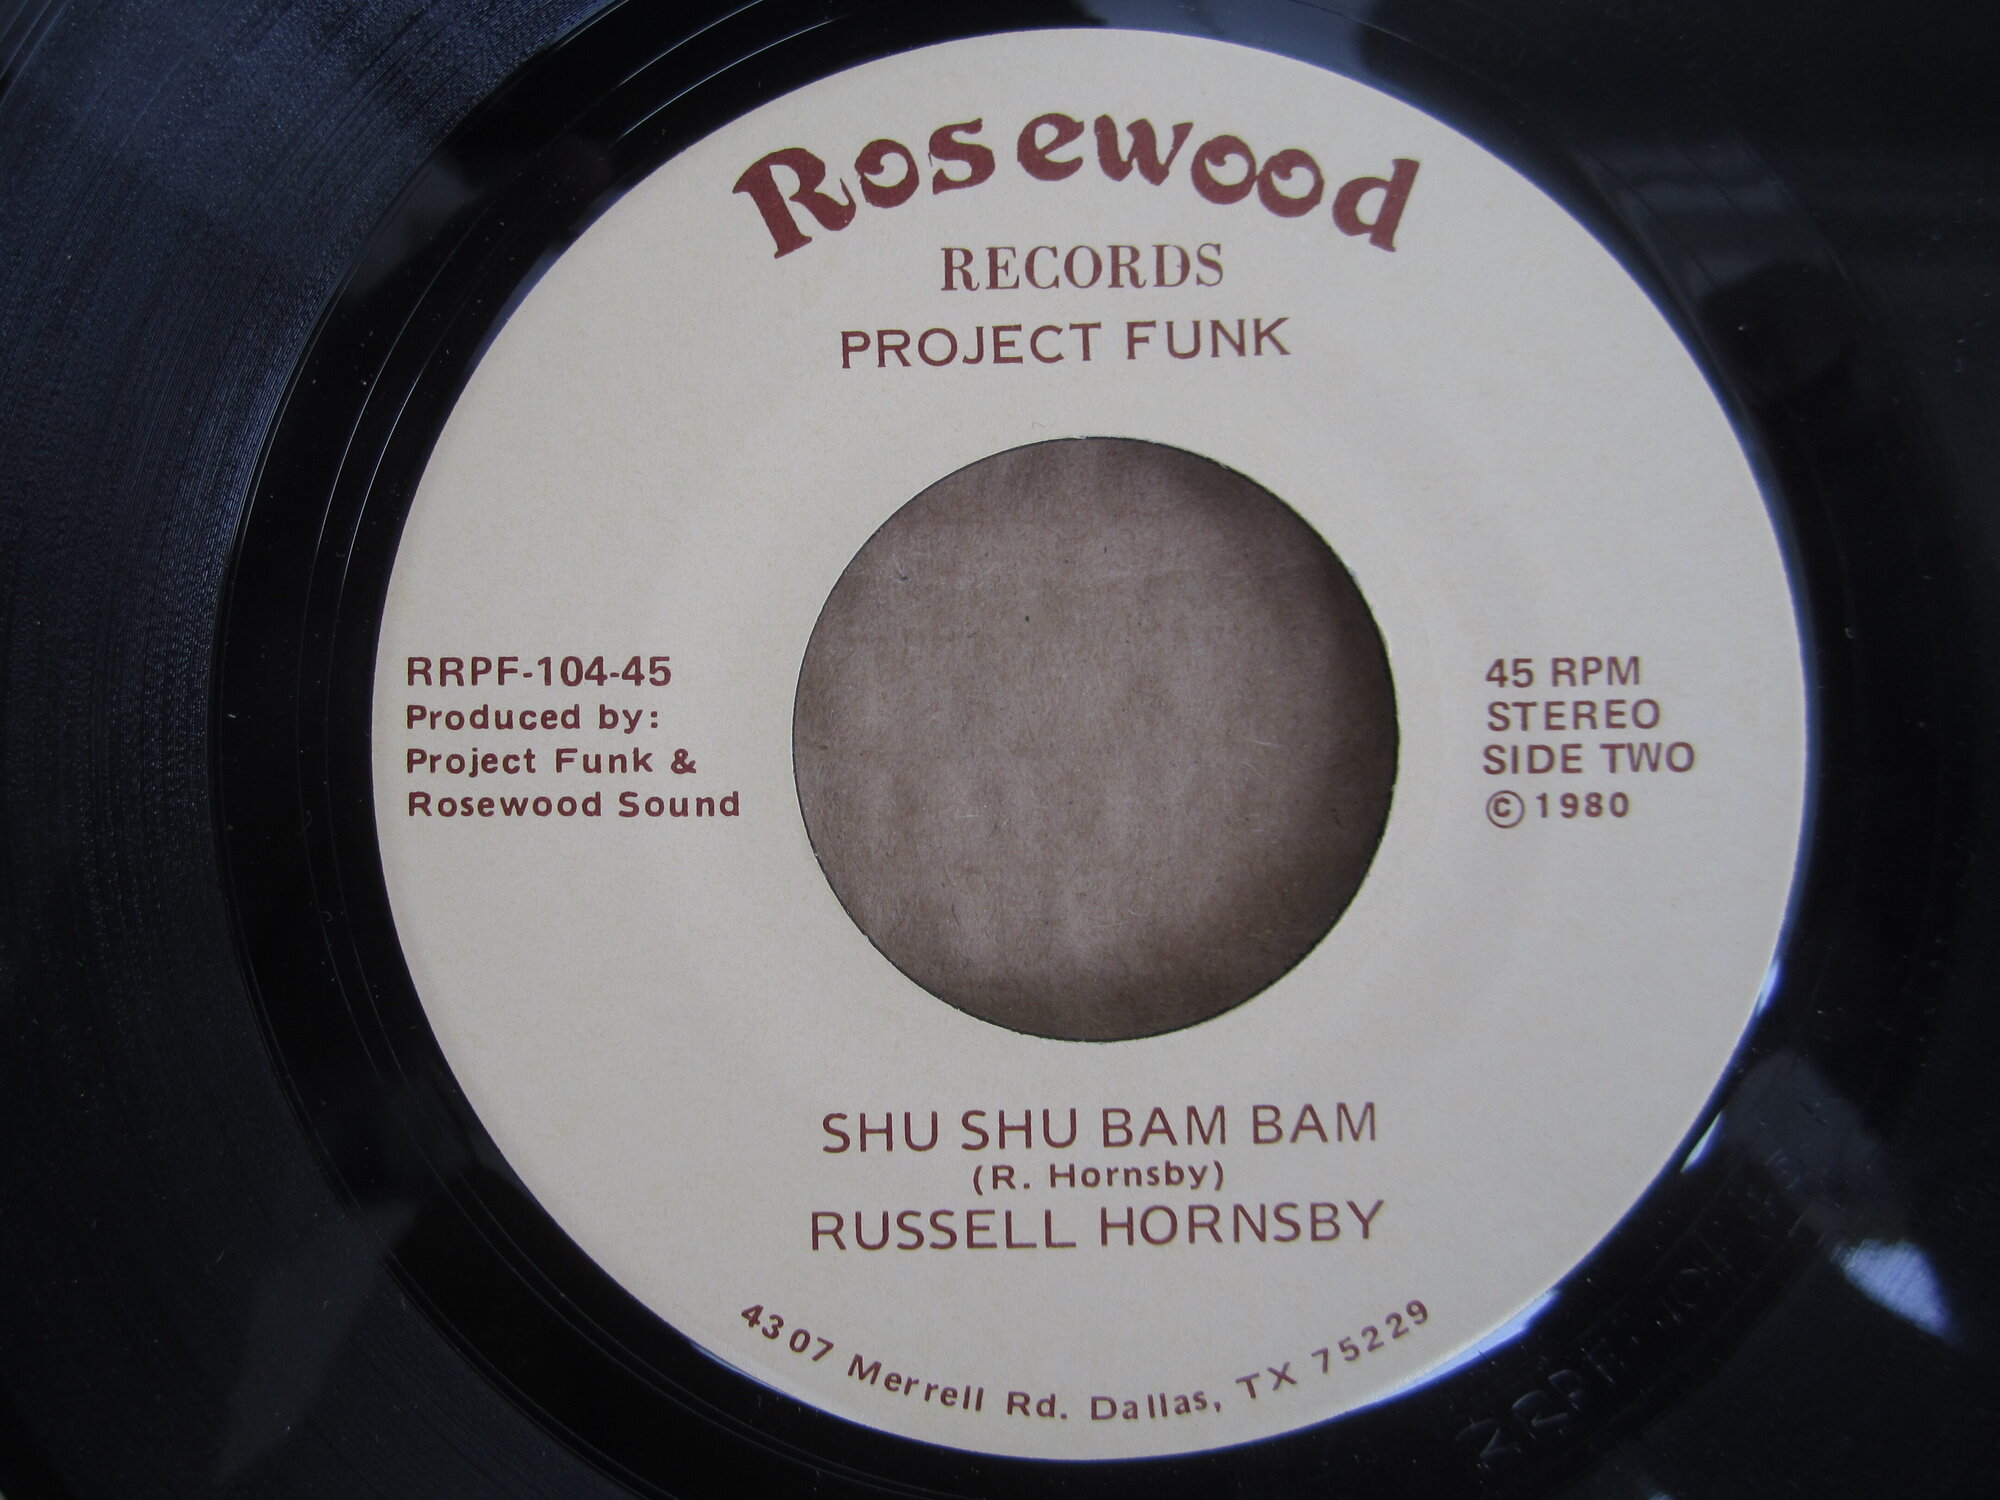 Rosewood
RECORDS
PROJECT FUNK
RRPF-104-45
Produced by:
Project Funk &
Rosewood Sound
45 RPM
STEREO
SIDE TWO
©1980
SHU SHU BAM BAM
(R. Hornsby)
RUSSELL HORNSBY
4307 Merrell Rd. Dallas, TX 75229